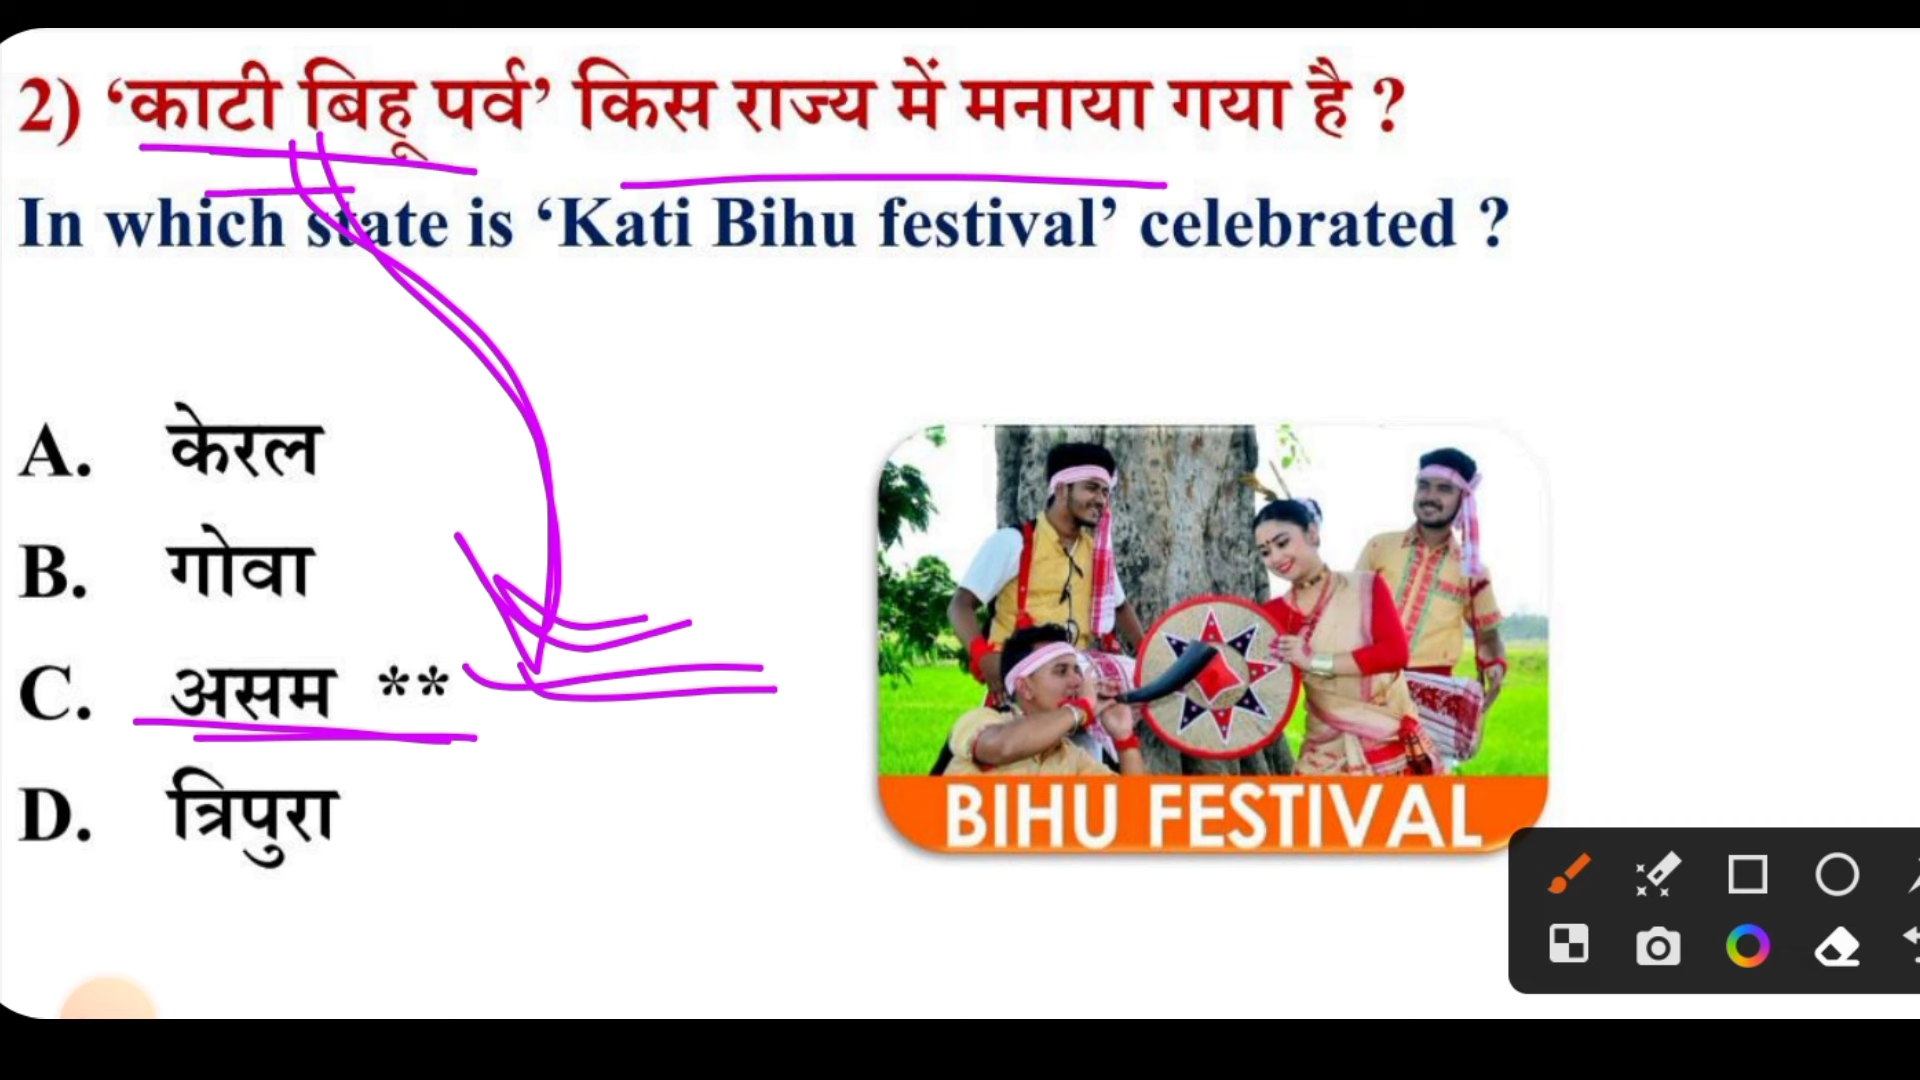 2) ‘काटी बिहू पर्व’ किस राज्य में मनाया गया है ?
In which state is ‘Kati Bihu festival’ celebrated ?
A. केरल
B. गोवा
C. असम **
D. त्रिपुरा
BIHU FESTIVAL